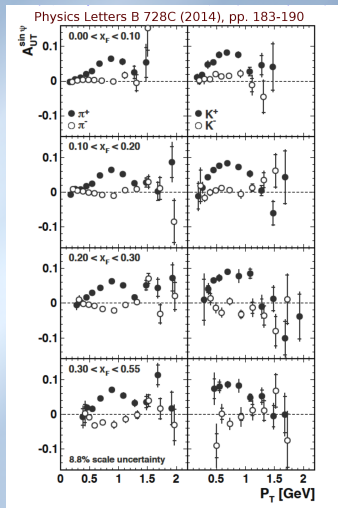 Physics Letters B 728C (2014), pp. 183-190
A_UT^sin ψ
0.00 < x_F < 0.10
0.1
0
-0.1
π⁺
π⁻
K⁺
K⁻
0.10 < x_F < 0.20
0.1
0
-0.1
0.20 < x_F < 0.30
0.1
0
-0.1
0.30 < x_F < 0.55
0.1
0
-0.1
8.8% scale uncertainty
0 0.5 1 1.5 0.5 1 1.5 2
P_T [GeV]